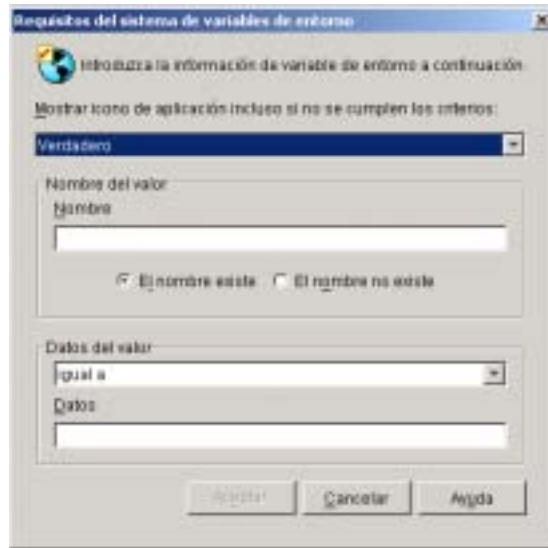 Requisitos del sistema de variables de entorno
Introduzca la información de variable de entorno a continuación
Mostrar icono de aplicación incluso si no se cumplen los criterios:
Verdadero
Nombre del valor
Nombre
El nombre existe El nombre no existe
Datos del valor
igual a
Datos
Aceptar Cancelar Ayuda